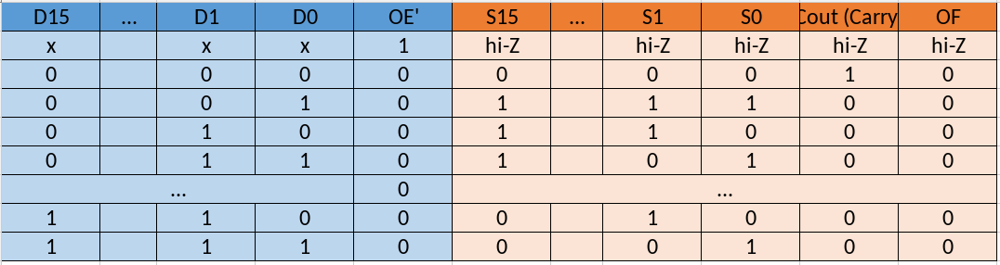 D15 ... D1 D0 OE' S15 ... S1 S0 Cout (Carry OF
x x x 1 hi-Z hi-Z hi-Z hi-Z hi-Z
0 0 0 0 0 0 0 1 0
0 0 1 0 1 1 1 0 0
0 1 0 0 1 1 0 0 0
0 1 1 0 1 0 1 0 0
... 0 ...
1 1 0 0 0 1 0 0 0
1 1 1 0 0 0 1 0 0